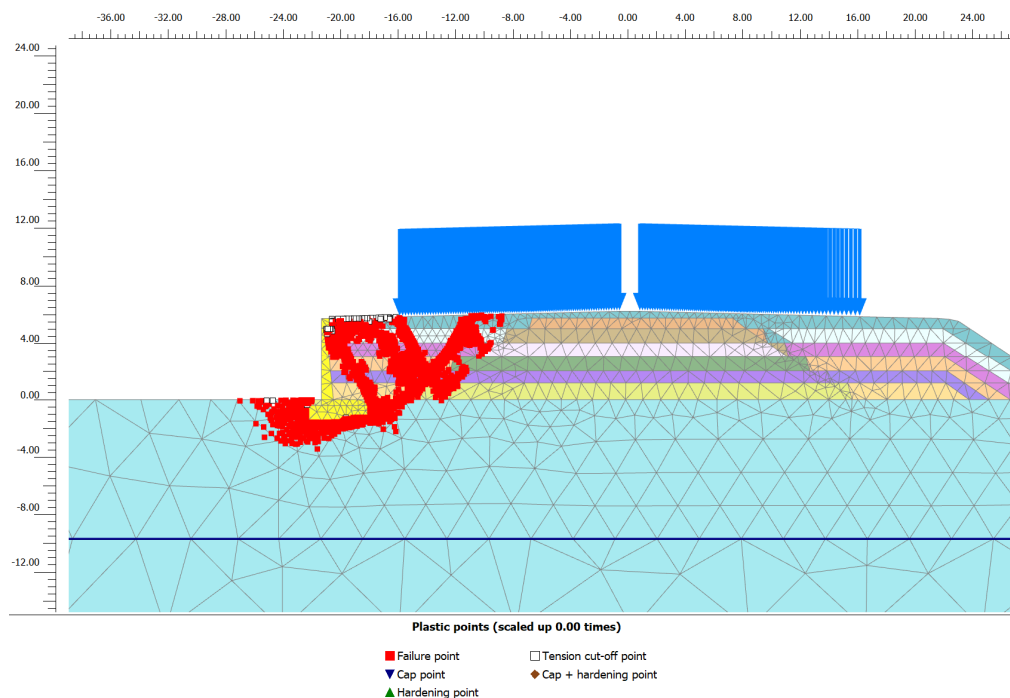 -36.00 -32.00 -28.00 -24.00 -20.00 -16.00 -12.00 -8.00 -4.00 0.00 4.00 8.00 12.00 16.00 20.00 24.00
24.00
20.00
16.00
12.00
8.00
4.00
0.00
-4.00
-8.00
-12.00
Plastic points (scaled up 0.00 times)
Failure point Tension cut-off point
Cap point Cap + hardening point
Hardening point